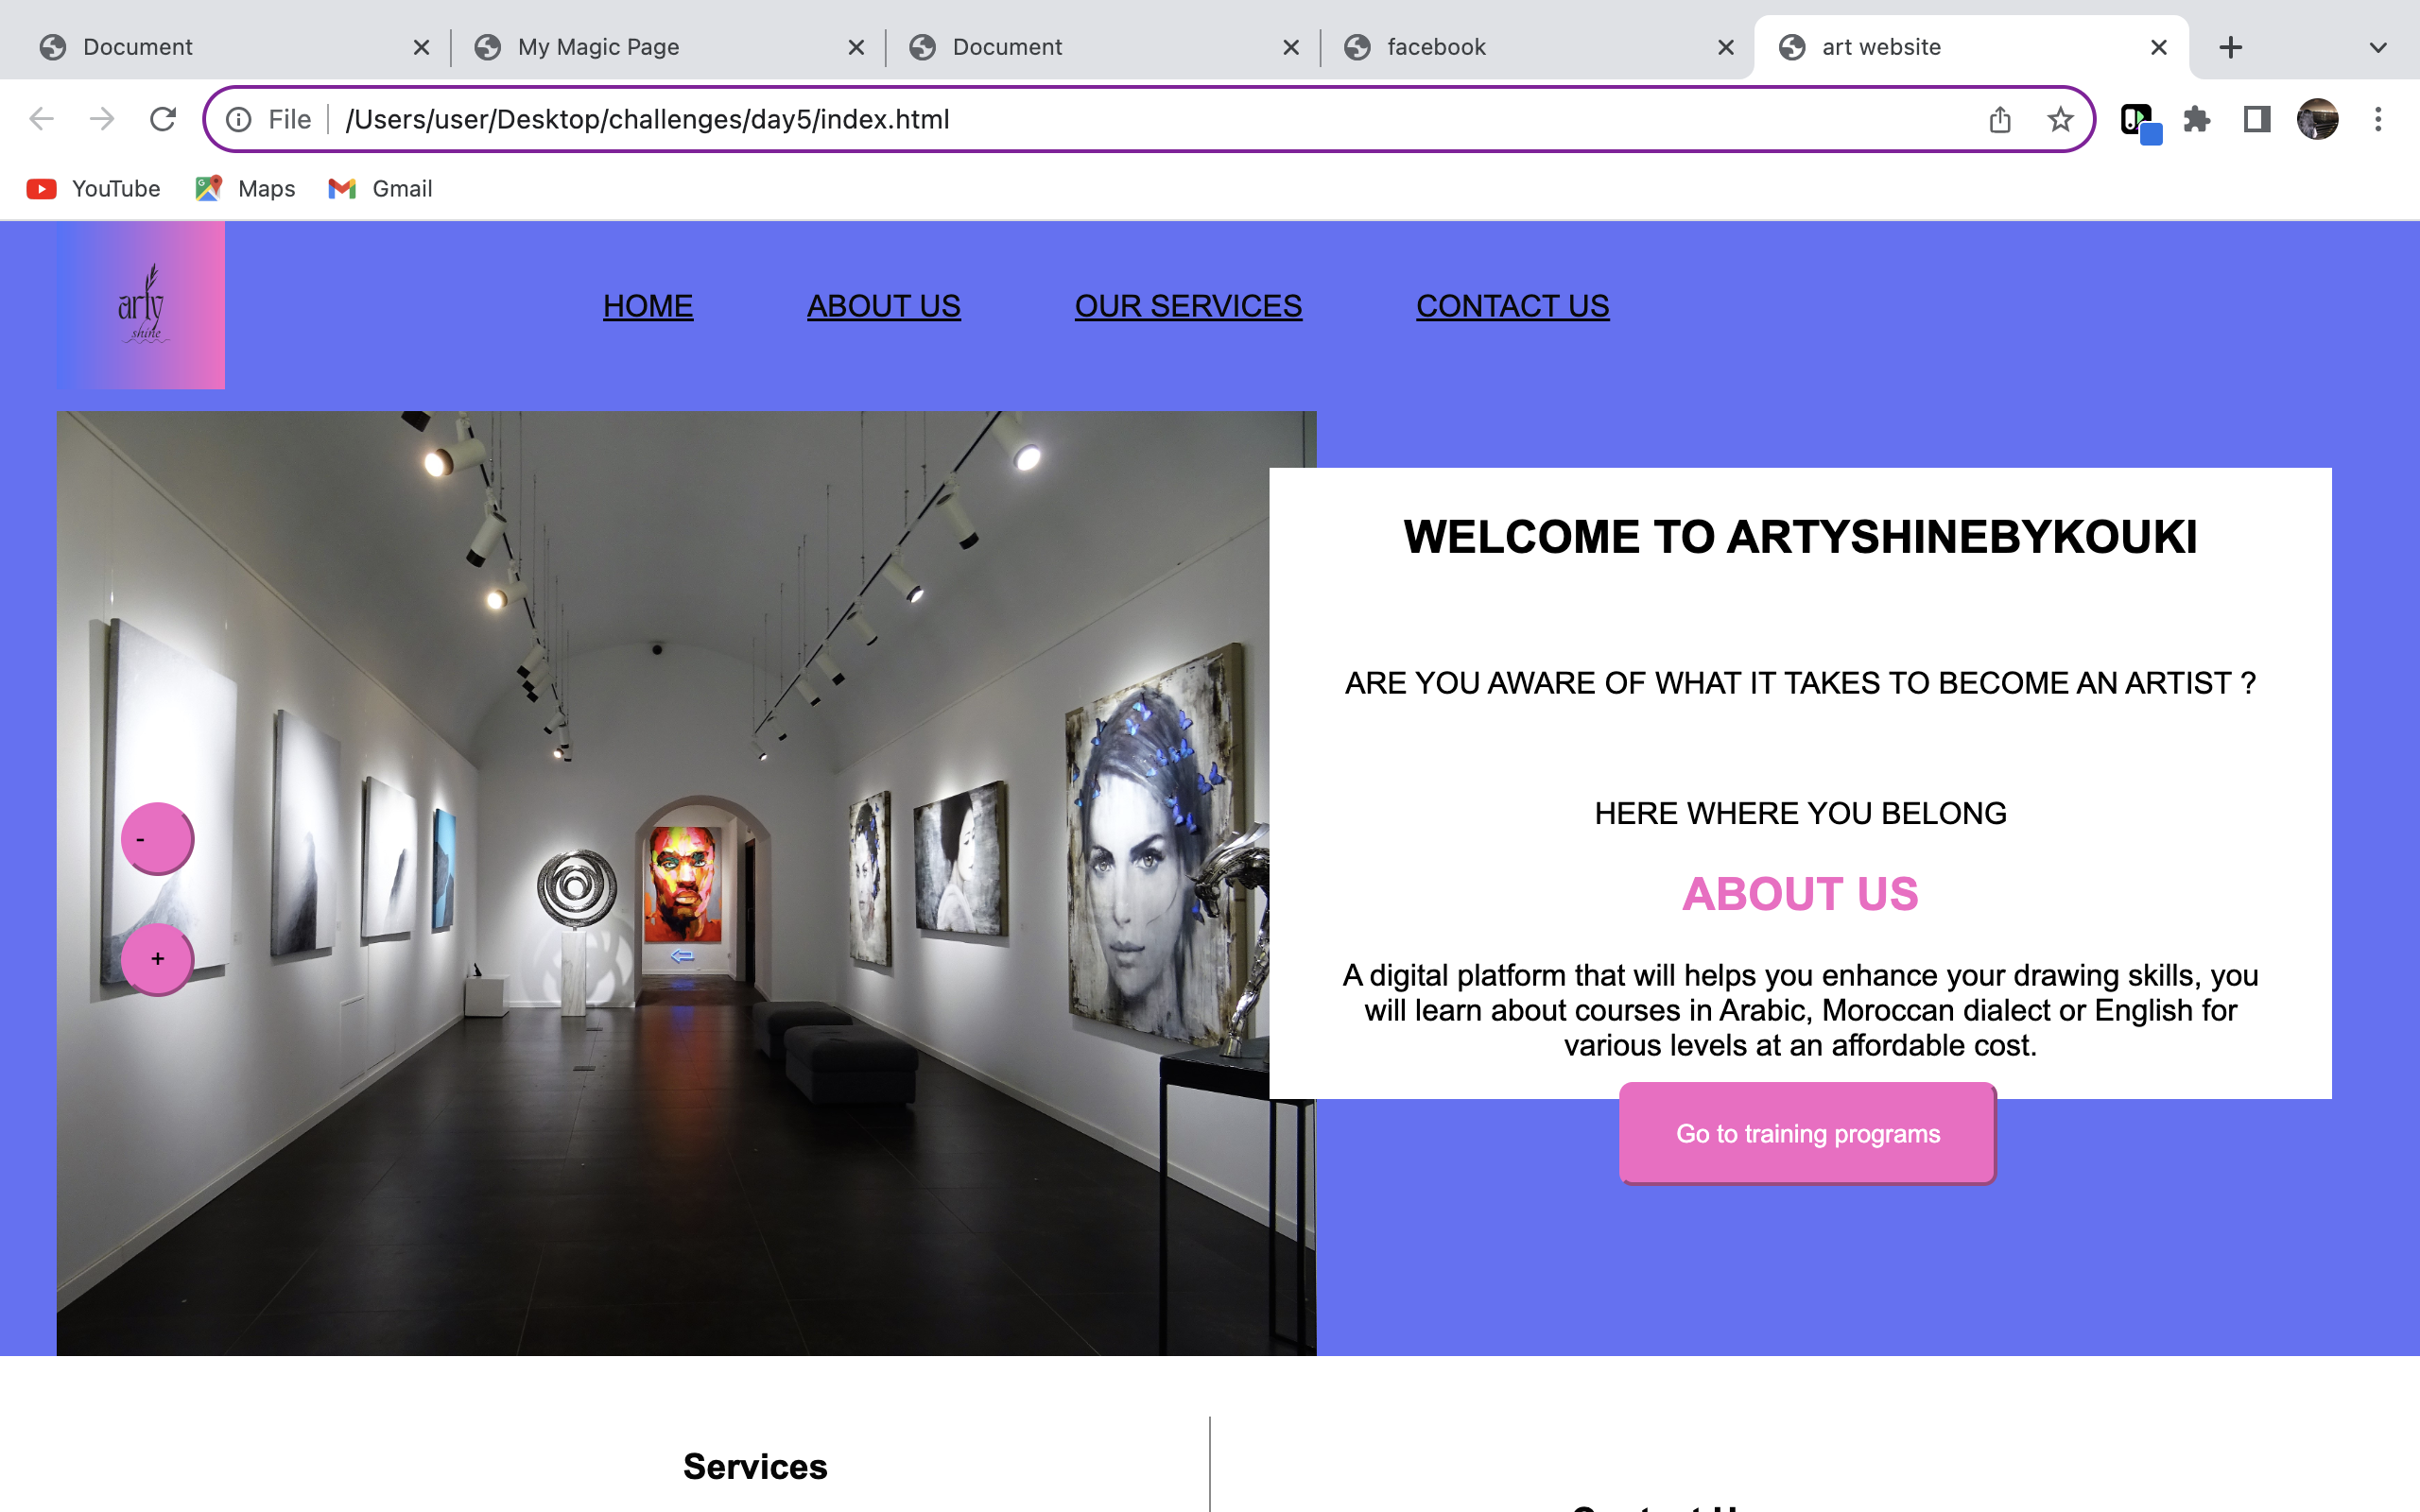 Document
My Magic Page
Document
facebook
art website
File
/Users/user/Desktop/challenges/day5/index.html
YouTube
Maps
Gmail
arty
shine
HOME
ABOUT US
OUR SERVICES
CONTACT US
WELCOME TO ARTYSHINEBYKOUKI
ARE YOU AWARE OF WHAT IT TAKES TO BECOME AN ARTIST ?
HERE WHERE YOU BELONG
ABOUT US
A digital platform that will helps you enhance your drawing skills, you
will learn about courses in Arabic, Moroccan dialect or English for
various levels at an affordable cost.
-
+
Go to training programs
Services